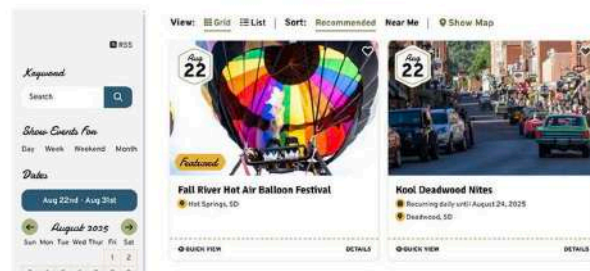 RSS
Keyword
Search
Show Events For
Day Week Weekend Month
Dates
Aug 22nd - Aug 31st
August 2025
Sun Mon Tue Wed Thur Fri Sat
1 2
View: Grid List | Sort: Recommended Near Me | Show Map
Aug
22
Featured
Fall River Hot Air Balloon Festival
Hot Springs, SD
QUICK VIEW DETAILS
Aug
22
Kool Deadwood Nites
Recurring daily until August 24, 2025
Deadwood, SD
QUICK VIEW DETAILS